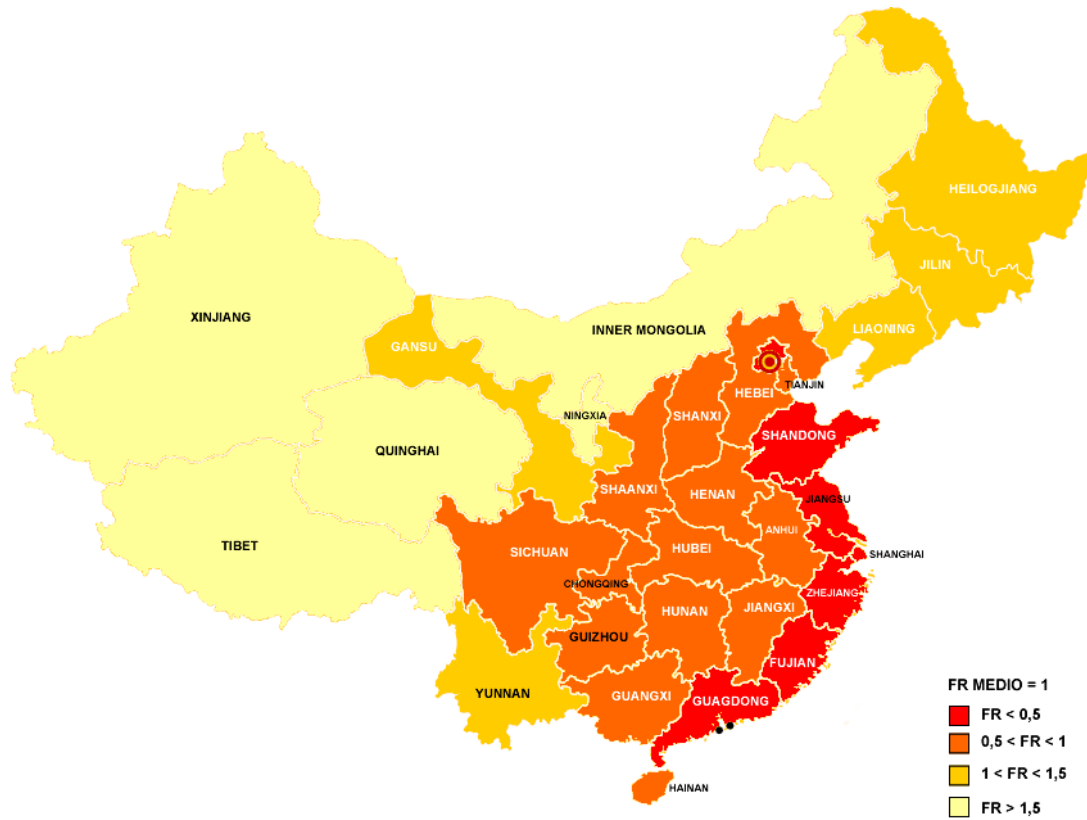 HEILOGJIANG
JILIN
XINJIANG
INNER MONGOLIA
LIAONING
GANSU
TIANJIN
HEBEI
NINGXIA
SHANXI
SHANDONG
QUINGHAI
SHAANXI
HENAN
JIANGSU
ANHUI
TIBET
SICHUAN
HUBEI
SHANGHAI
CHONGQING
ZHEJIANG
HUNAN
JIANGXI
GUIZHOU
FUJIAN
YUNNAN
GUANGXI
GUAGDONG
HAINAN
FR MEDIO = 1
FR < 0,5
0,5 < FR < 1
1 < FR < 1,5
FR > 1,5